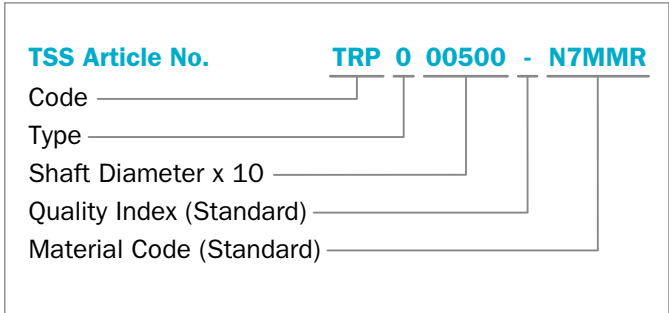 TSS Article No. TRP 0 00500 - N7MMR
Code
Type
Shaft Diameter x 10
Quality Index (Standard)
Material Code (Standard)